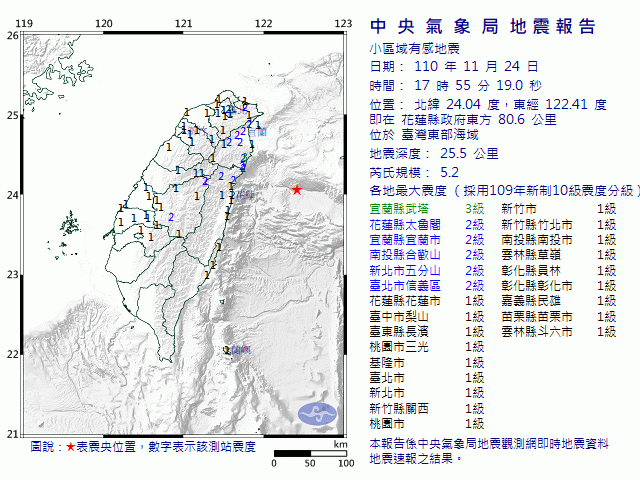 中央氣象局地震報告
小區域有感地震
日期： 110 年 11 月 24 日
時間： 17 時 55 分 19.0 秒
位置： 北緯 24.04 度，東經 122.41 度
即在 花蓮縣政府東方 80.6 公里
位於 臺灣東部海域
地震深度： 25.5 公里
芮氏規模： 5.2
各地最大震度（採用109年新制10級震度分級）
宜蘭縣武塔 3級 新竹市 1級
花蓮縣太魯閣 2級 新竹縣竹北市 1級
宜蘭縣宜蘭市 2級 南投縣南投市 1級
南投縣合歡山 2級 雲林縣草嶺 1級
新北市五分山 2級 彰化縣員林 1級
臺北市信義區 2級 彰化縣彰化市 1級
花蓮縣花蓮市 1級 嘉義縣民雄 1級
臺中市梨山 1級 苗栗縣苗栗市 1級
臺東縣長濱 1級 雲林縣斗六市 1級
桃園市三光 1級
基隆市 1級
臺北市 1級
新北市 1級
新竹縣關西 1級
桃園市 1級
本報告係中央氣象局地震觀測網即時地震資料
地震速報之結果。
119 120 121 122 123
26
25
24
23
22
21
圖說：★表震央位置，數字表示該測站震度
km
0 50 100